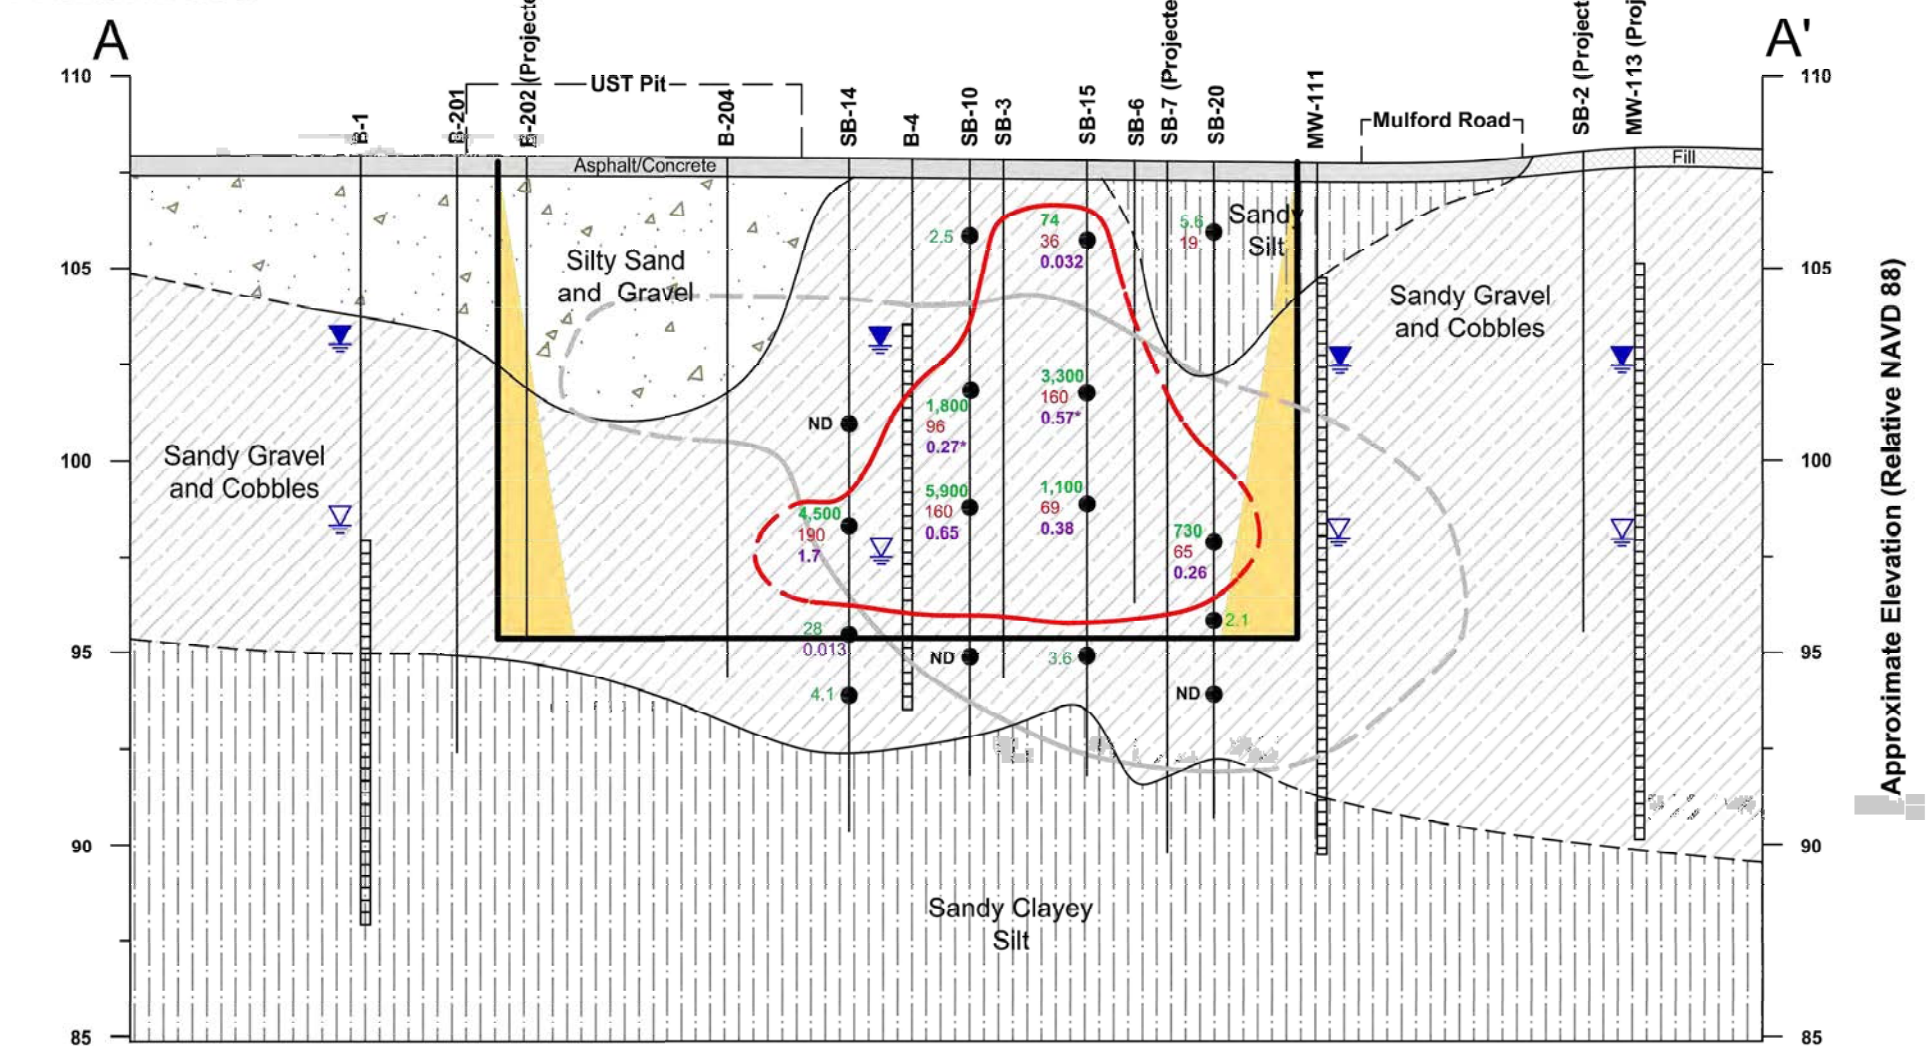 A
A'
110
105
100
95
90
85
B-1
B-201
B-202 (Projecte
UST Pit
B-204
SB-14
B-4
SB-10
SB-3
SB-15
SB-6
SB-7 (Projecte
SB-20
MW-111
Mulford Road
SB-2 (Project
MW-113 (Proj
110
105
100
95
90
85
Approximate Elevation (Relative NAVD 88)
Asphalt/Concrete
Fill
Silty Sand
and Gravel
Sandy
Silt
Sandy Gravel
and Cobbles
Sandy Gravel
and Cobbles
2.5
74
36
0.032
5.6
19
ND
1,800
96
0.27*
3,300
160
0.57*
4,500
190
1.7
5,900
160
0.65
1,100
69
0.38
730
65
0.26
28
0.013
ND
3.6
2.1
4.1
ND
Sandy Clayey
Silt